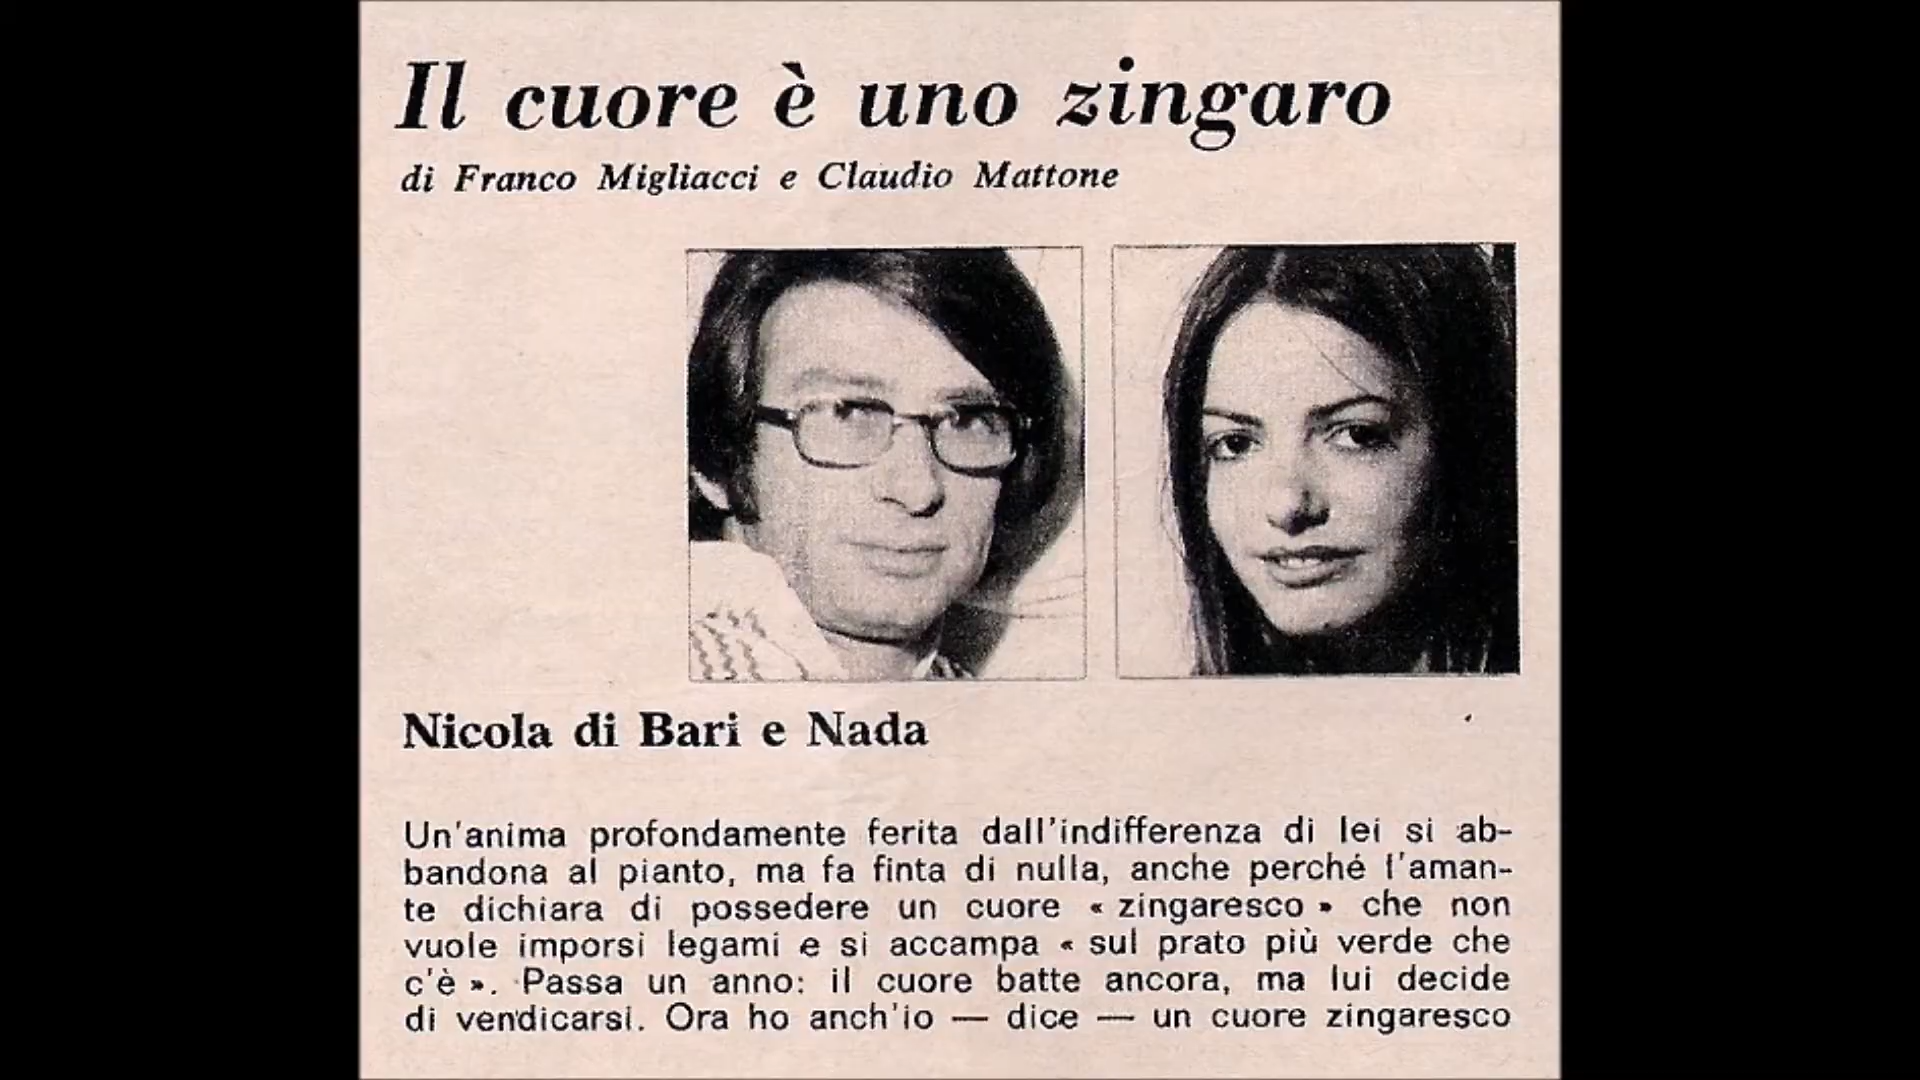 Il cuore è uno zingaro
di Franco Migliacci e Claudio Mattone
Nicola di Bari e Nada
Un'anima profondamente ferita dall'indifferenza di lei si ab-
bandona al pianto, ma fa finta di nulla, anche perché l'aman-
te dichiara di possedere un cuore « zingaresco » che non
vuole imporsi legami e si accampa « sul prato più verde che
c'è ». Passa un anno: il cuore batte ancora, ma lui decide
di vendicarsi. Ora ho anch'io — dice — un cuore zingaresco